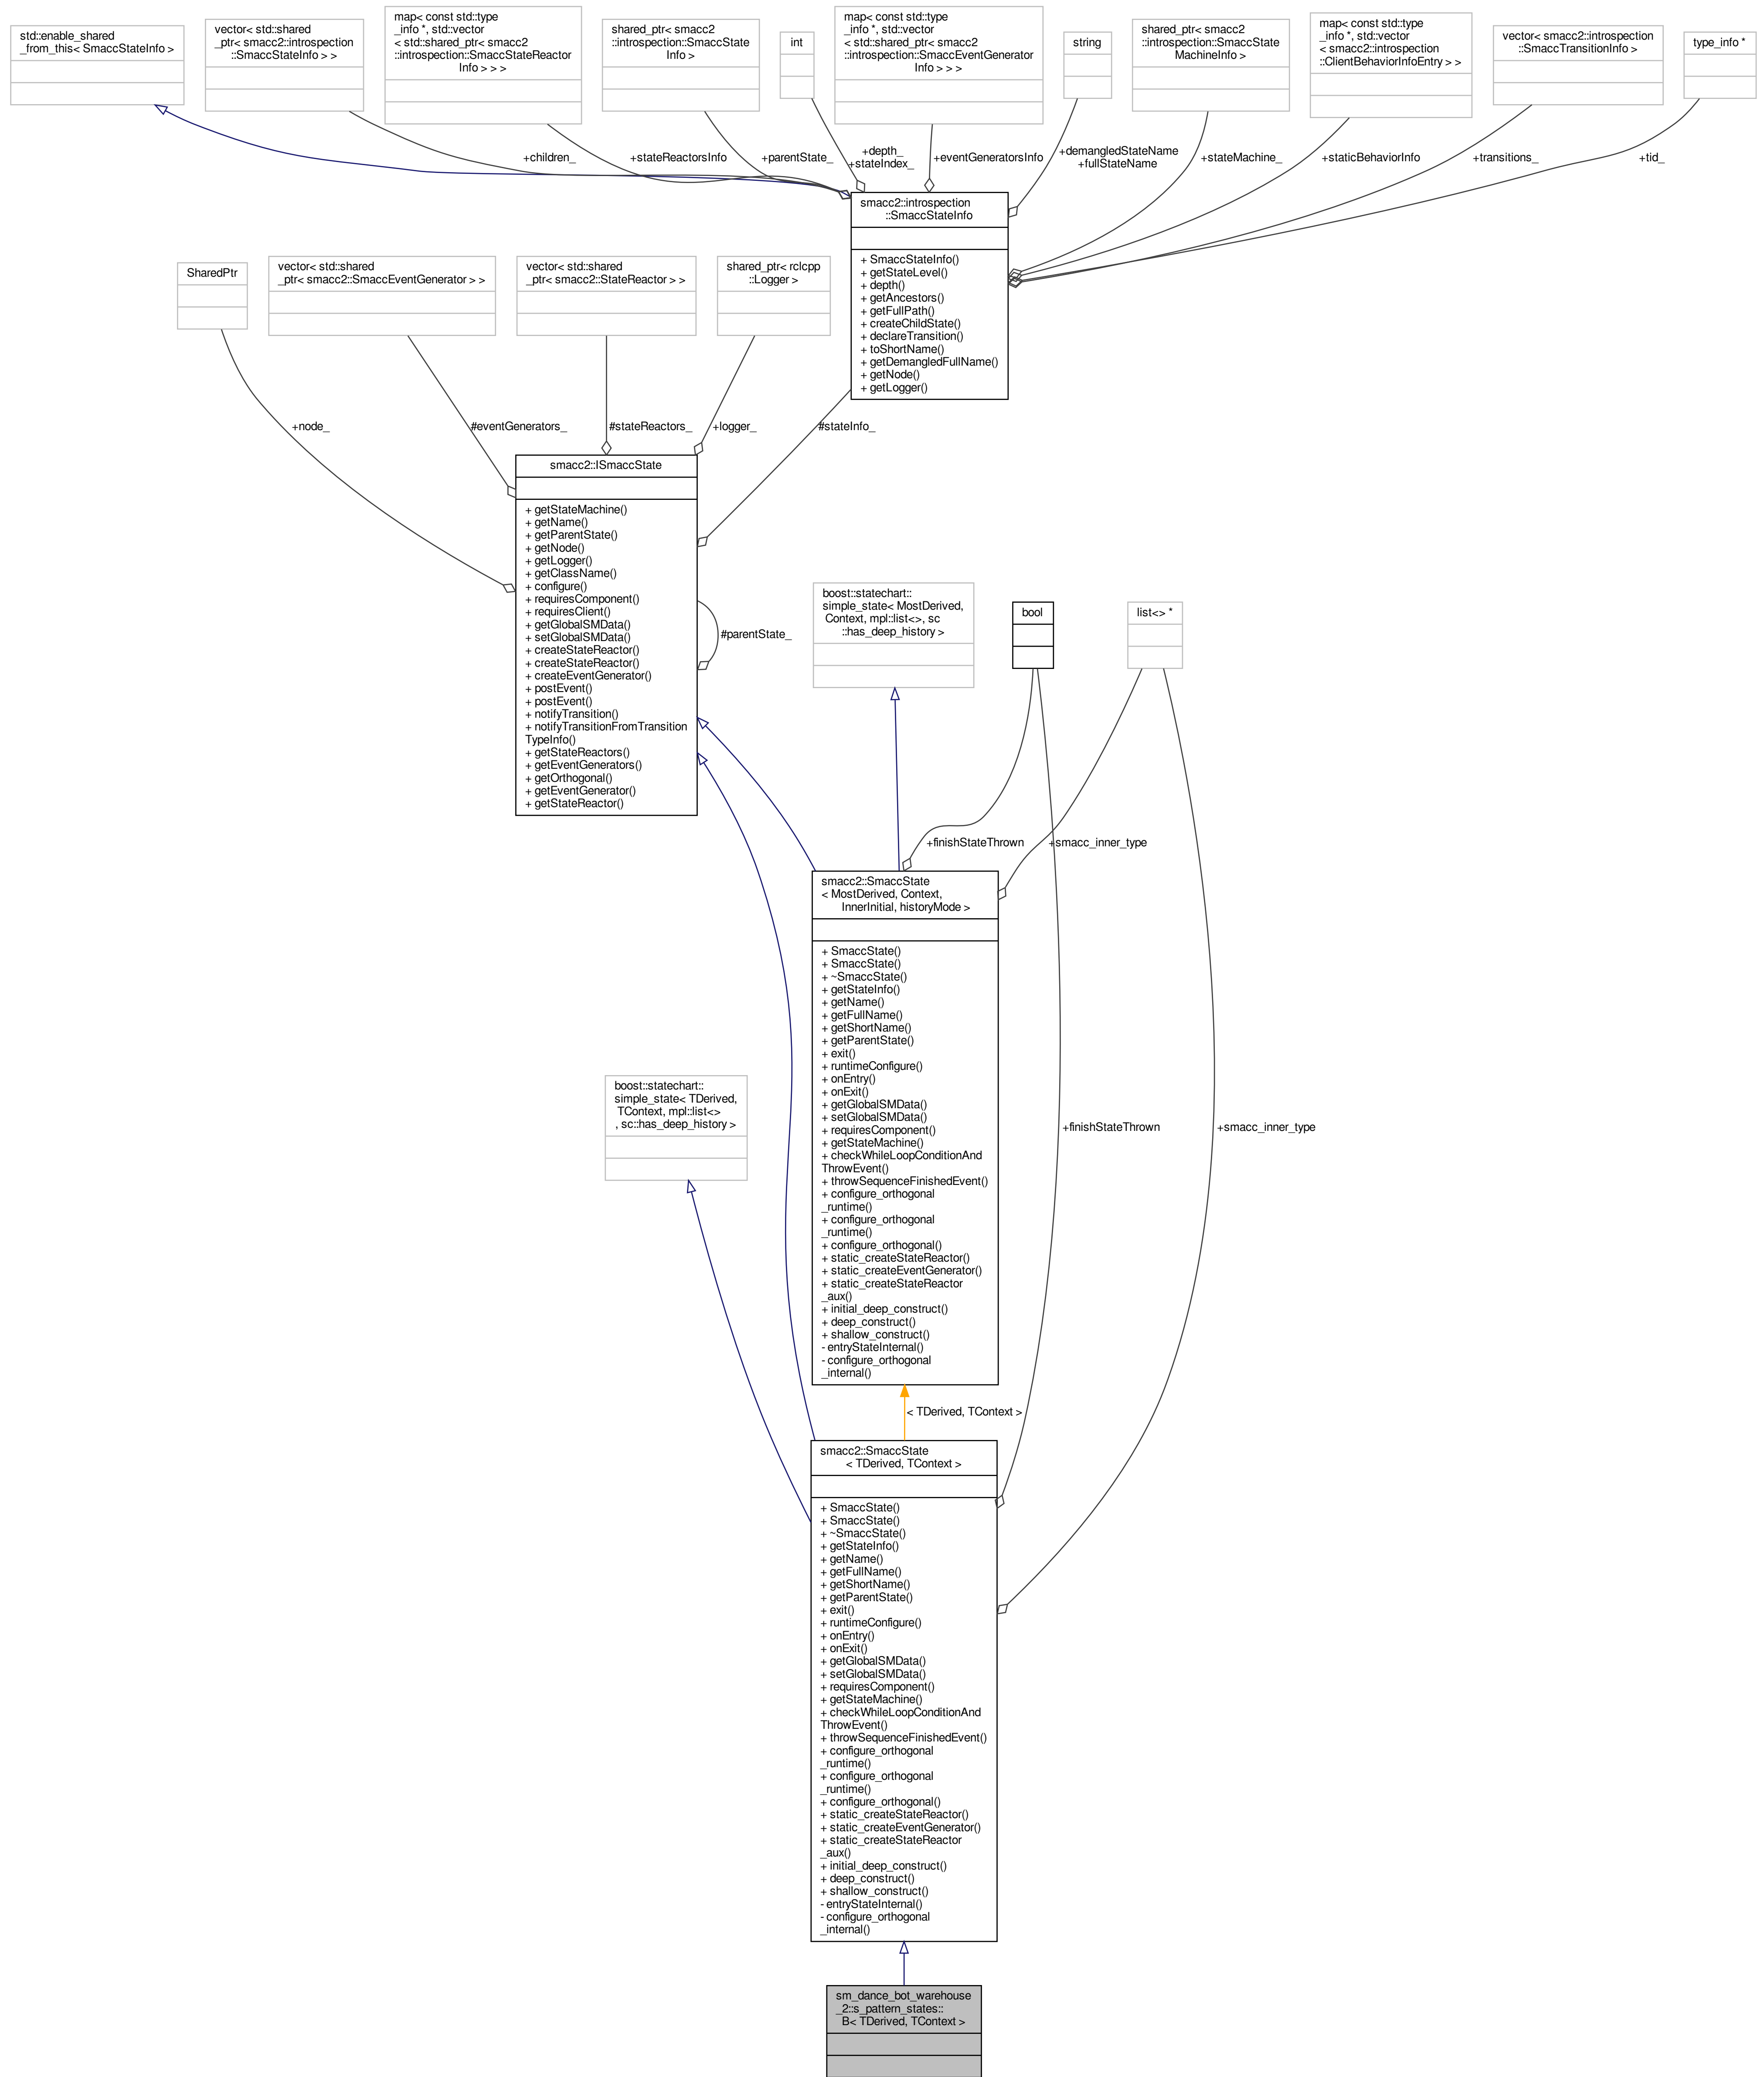 std::enable_shared
_from_this< SmaccStateInfo >
vector< std::shared
_ptr< smacc2::introspection
::SmaccStateInfo > >
map< const std::type
_info *, std::vector
< std::shared_ptr< smacc2
::introspection::SmaccStateReactor
Info > > >
shared_ptr< smacc2
::introspection::SmaccState
Info >
int
map< const std::type
_info *, std::vector
< std::shared_ptr< smacc2
::introspection::SmaccEventGenerator
Info > > >
string
shared_ptr< smacc2
::introspection::SmaccState
MachineInfo >
map< const std::type
_info *, std::vector
< smacc2::introspection
::ClientBehaviorInfoEntry > >
vector< smacc2::introspection
::SmaccTransitionInfo >
type_info *
+children_
+stateReactorsInfo
+parentState_
+depth_
+stateIndex_
+eventGeneratorsInfo
+demangledStateName
+fullStateName
+stateMachine_
+staticBehaviorInfo
+transitions_
+tid_
smacc2::introspection
::SmaccStateInfo
+ SmaccStateInfo()
+ getStateLevel()
+ depth()
+ getAncestors()
+ getFullPath()
+ createChildState()
+ declareTransition()
+ toShortName()
+ getDemangledFullName()
+ getNode()
+ getLogger()
SharedPtr
vector< std::shared
_ptr< smacc2::SmaccEventGenerator > >
vector< std::shared
_ptr< smacc2::StateReactor > >
shared_ptr< rclcpp
::Logger >
+node_
#eventGenerators_
#stateReactors_
+logger_
#stateInfo_
smacc2::ISmaccState
+ getStateMachine()
+ getName()
+ getParentState()
+ getNode()
+ getLogger()
+ getClassName()
+ configure()
+ requiresComponent()
+ requiresClient()
+ getGlobalSMData()
+ setGlobalSMData()
+ createStateReactor()
+ createStateReactor()
+ createEventGenerator()
+ postEvent()
+ postEvent()
+ notifyTransition()
+ notifyTransitionFromTransition
TypeInfo()
+ getStateReactors()
+ getEventGenerators()
+ getOrthogonal()
+ getEventGenerator()
+ getStateReactor()
#parentState_
boost::statechart::
simple_state< MostDerived,
Context, mpl::list<>, sc
::has_deep_history >
bool
list<> *
+finishStateThrown
+smacc_inner_type
smacc2::SmaccState
< MostDerived, Context,
InnerInitial, historyMode >
+ SmaccState()
+ SmaccState()
+ ~SmaccState()
+ getStateInfo()
+ getName()
+ getFullName()
+ getShortName()
+ getParentState()
+ exit()
+ runtimeConfigure()
+ onEntry()
+ onExit()
+ getGlobalSMData()
+ setGlobalSMData()
+ requiresComponent()
+ getStateMachine()
+ checkWhileLoopConditionAnd
ThrowEvent()
+ throwSequenceFinishedEvent()
+ configure_orthogonal
_runtime()
+ configure_orthogonal
_runtime()
+ configure_orthogonal()
+ static_createStateReactor()
+ static_createEventGenerator()
+ static_createStateReactor
_aux()
+ initial_deep_construct()
+ deep_construct()
+ shallow_construct()
- entryStateInternal()
- configure_orthogonal
_internal()
boost::statechart::
simple_state< TDerived,
TContext, mpl::list<>
, sc::has_deep_history >
+finishStateThrown
+smacc_inner_type
< TDerived, TContext >
smacc2::SmaccState
< TDerived, TContext >
+ SmaccState()
+ SmaccState()
+ ~SmaccState()
+ getStateInfo()
+ getName()
+ getFullName()
+ getShortName()
+ getParentState()
+ exit()
+ runtimeConfigure()
+ onEntry()
+ onExit()
+ getGlobalSMData()
+ setGlobalSMData()
+ requiresComponent()
+ getStateMachine()
+ checkWhileLoopConditionAnd
ThrowEvent()
+ throwSequenceFinishedEvent()
+ configure_orthogonal
_runtime()
+ configure_orthogonal
_runtime()
+ configure_orthogonal()
+ static_createStateReactor()
+ static_createEventGenerator()
+ static_createStateReactor
_aux()
+ initial_deep_construct()
+ deep_construct()
+ shallow_construct()
- entryStateInternal()
- configure_orthogonal
_internal()
sm_dance_bot_warehouse
_2::s_pattern_states::
B< TDerived, TContext >